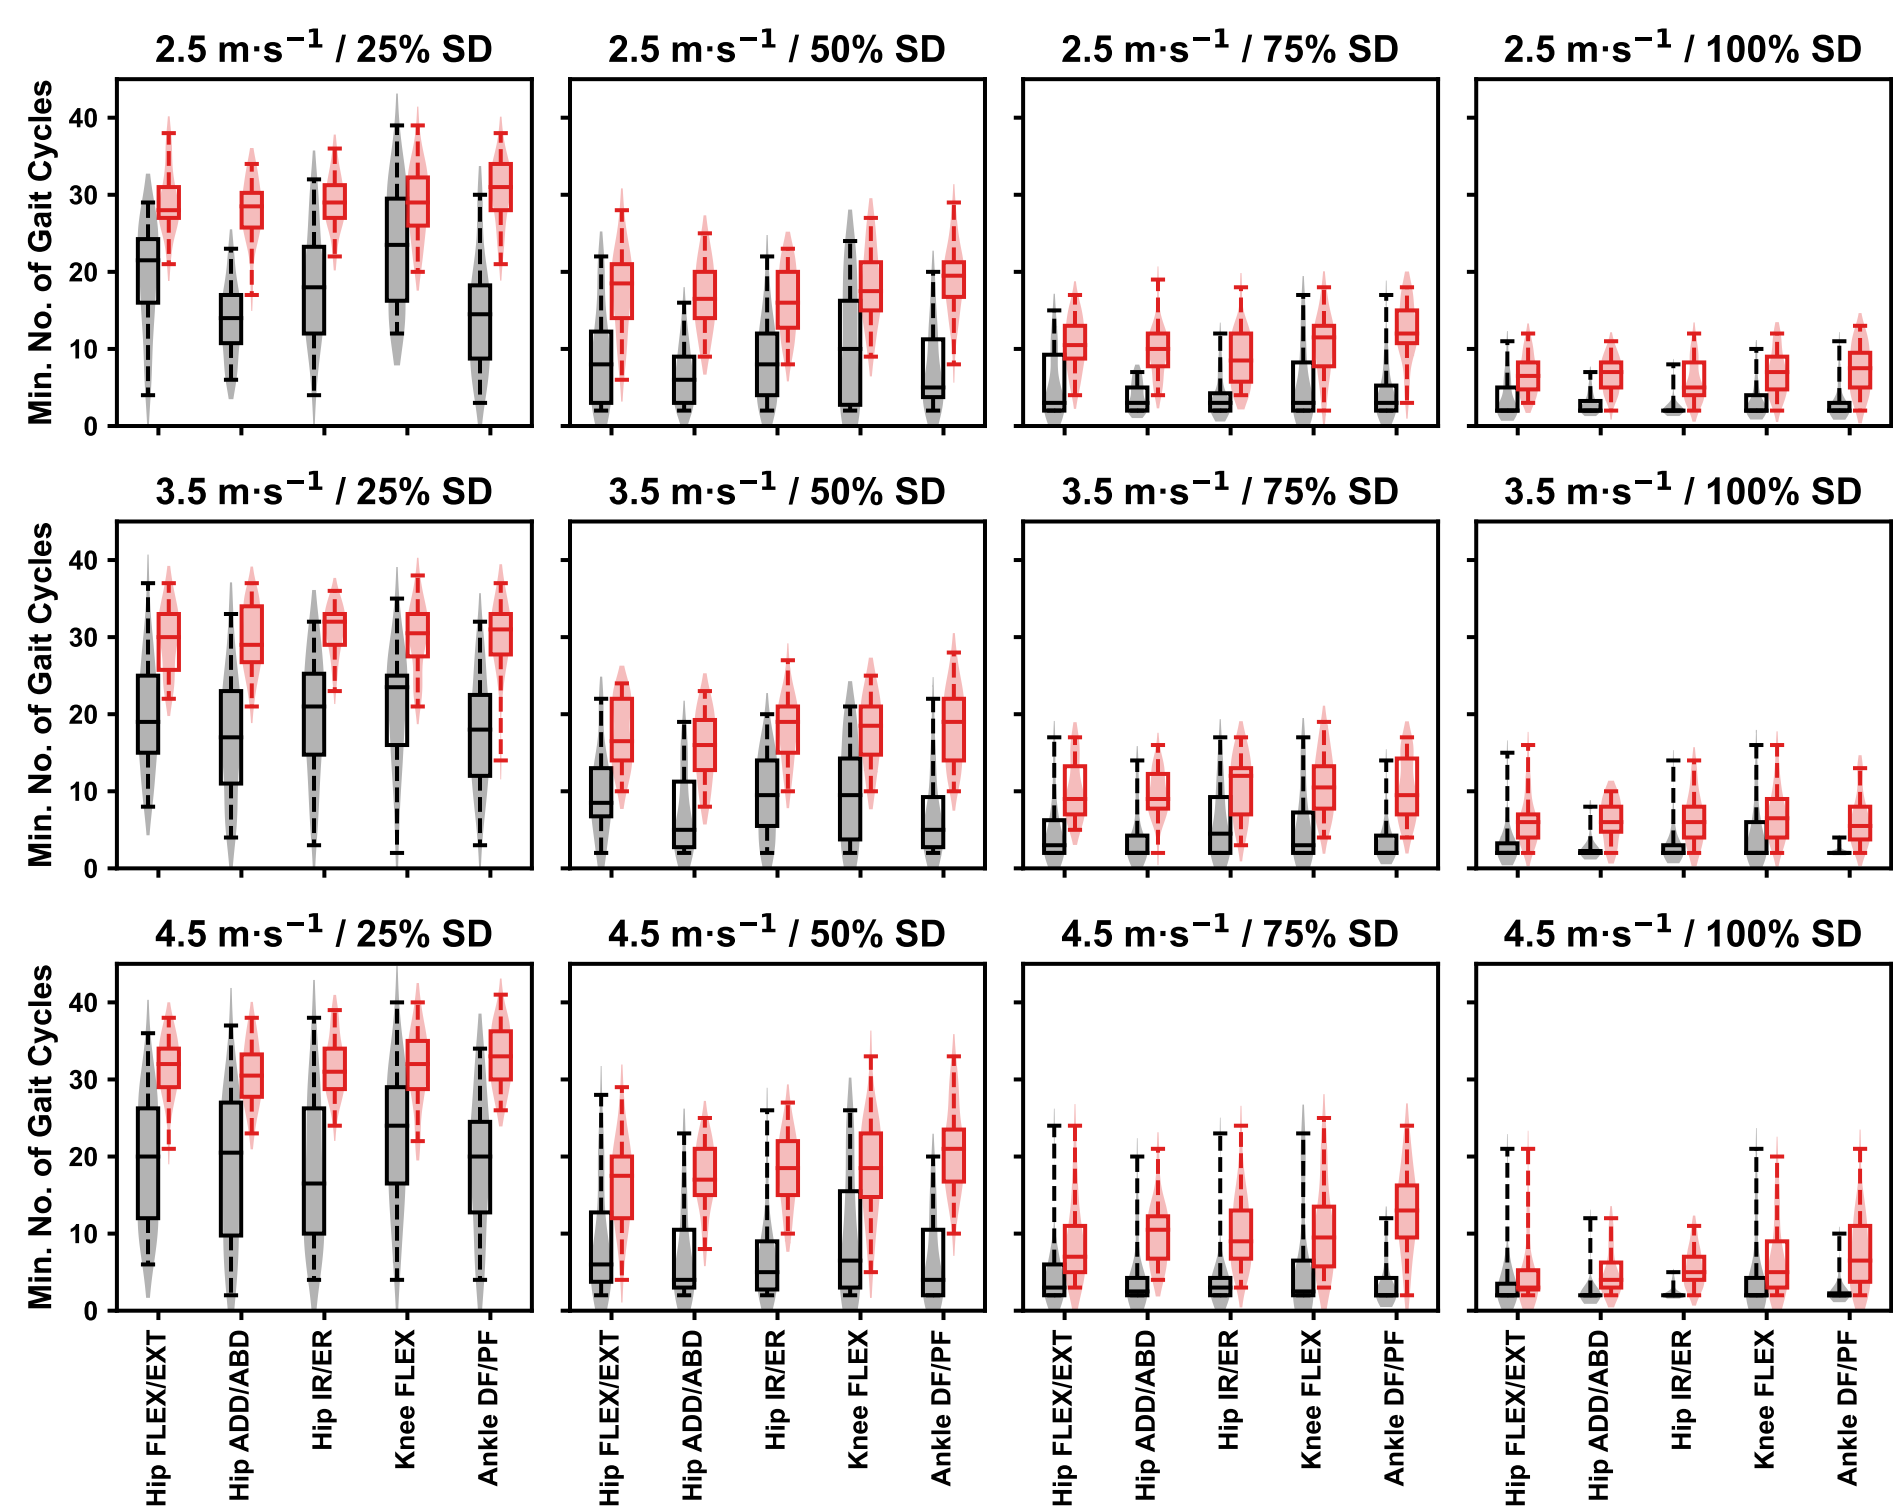 2.5 m·s−1 / 25% SD
2.5 m·s−1 / 50% SD
2.5 m·s−1 / 75% SD
2.5 m·s−1 / 100% SD
Min. No. of Gait Cycles
40
30
20
10
0
3.5 m·s−1 / 25% SD
3.5 m·s−1 / 50% SD
3.5 m·s−1 / 75% SD
3.5 m·s−1 / 100% SD
Min. No. of Gait Cycles
40
30
20
10
0
4.5 m·s−1 / 25% SD
4.5 m·s−1 / 50% SD
4.5 m·s−1 / 75% SD
4.5 m·s−1 / 100% SD
Min. No. of Gait Cycles
40
30
20
10
0
Hip FLEX/EXT
Hip ADD/ABD
Hip IR/ER
Knee FLEX
Ankle DF/PF
Hip FLEX/EXT
Hip ADD/ABD
Hip IR/ER
Knee FLEX
Ankle DF/PF
Hip FLEX/EXT
Hip ADD/ABD
Hip IR/ER
Knee FLEX
Ankle DF/PF
Hip FLEX/EXT
Hip ADD/ABD
Hip IR/ER
Knee FLEX
Ankle DF/PF